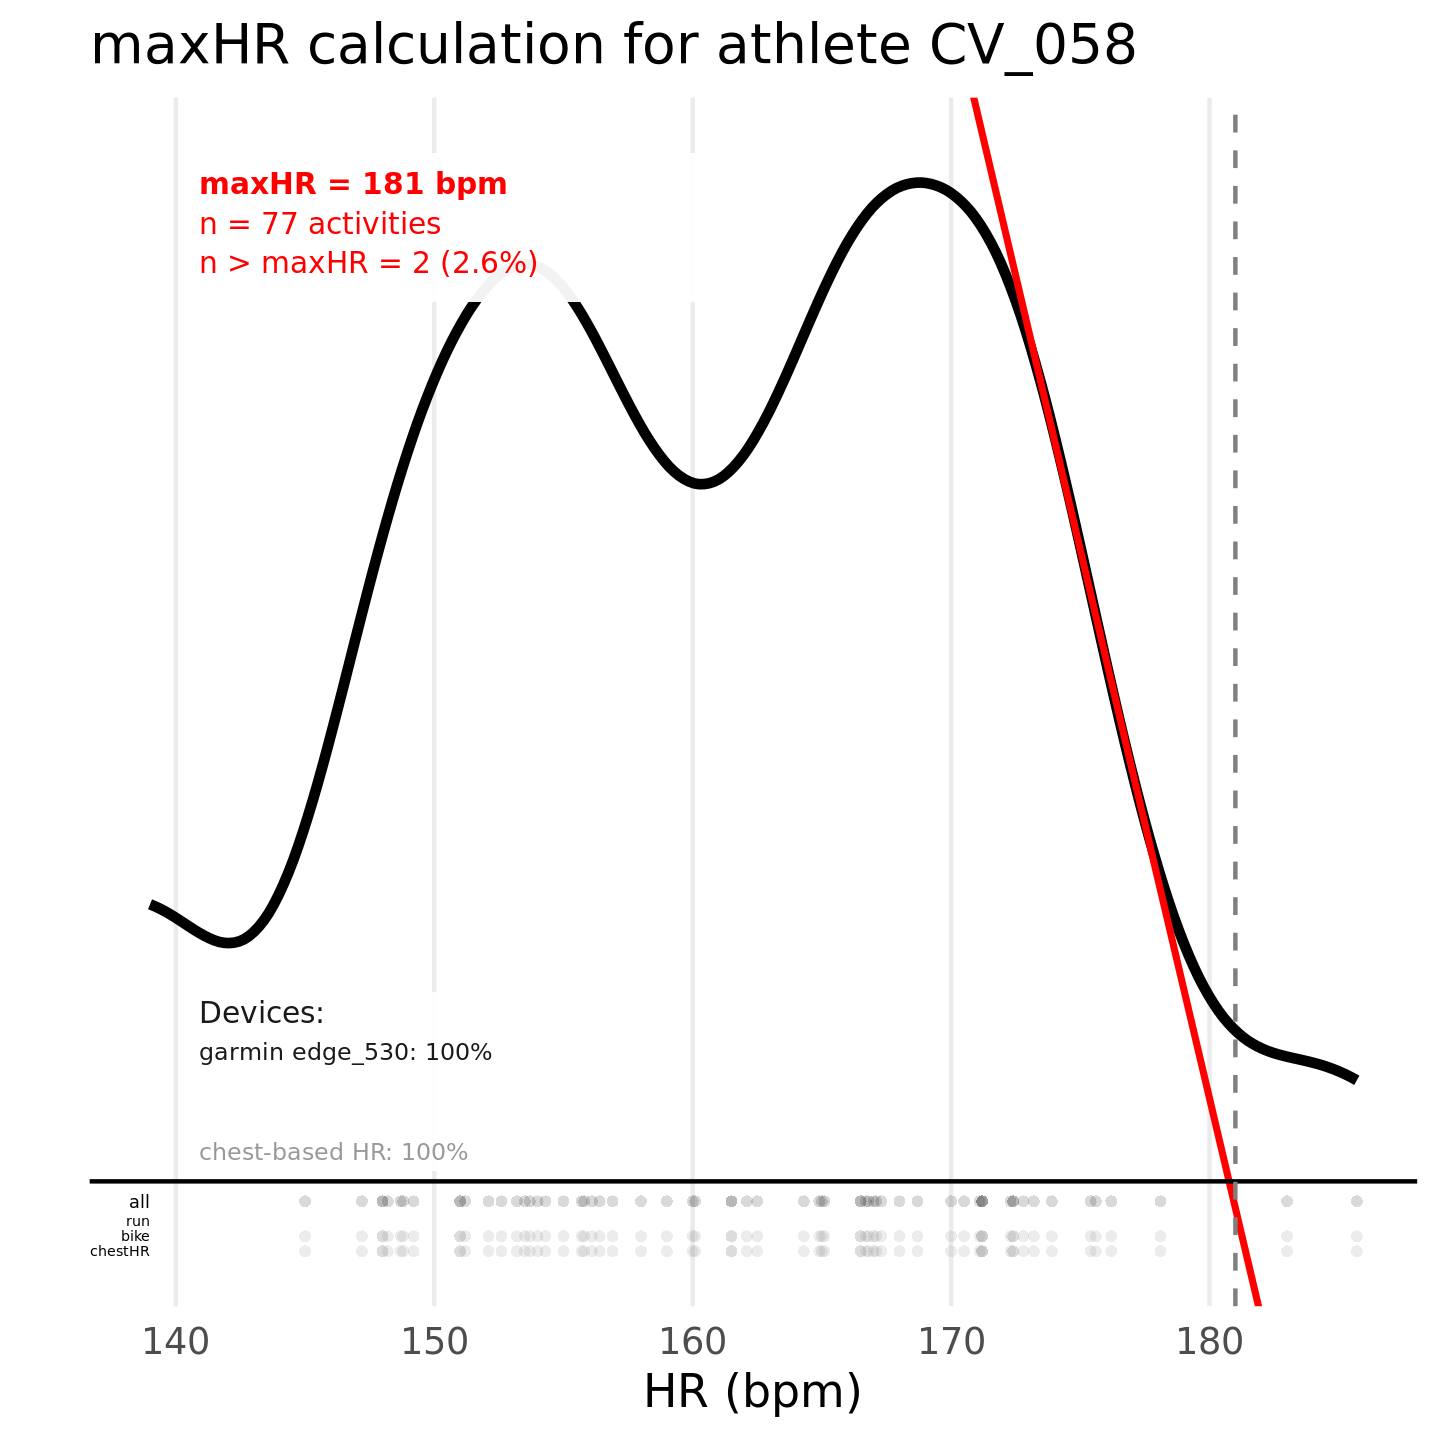 maxHR calculation for athlete CV_058
maxHR = 181 bpm
n = 77 activities
n > maxHR = 2 (2.6%)
Devices:
garmin edge_530: 100%
chest-based HR: 100%
all
run
bike
chestHR
140 150 160 170 180
HR (bpm)